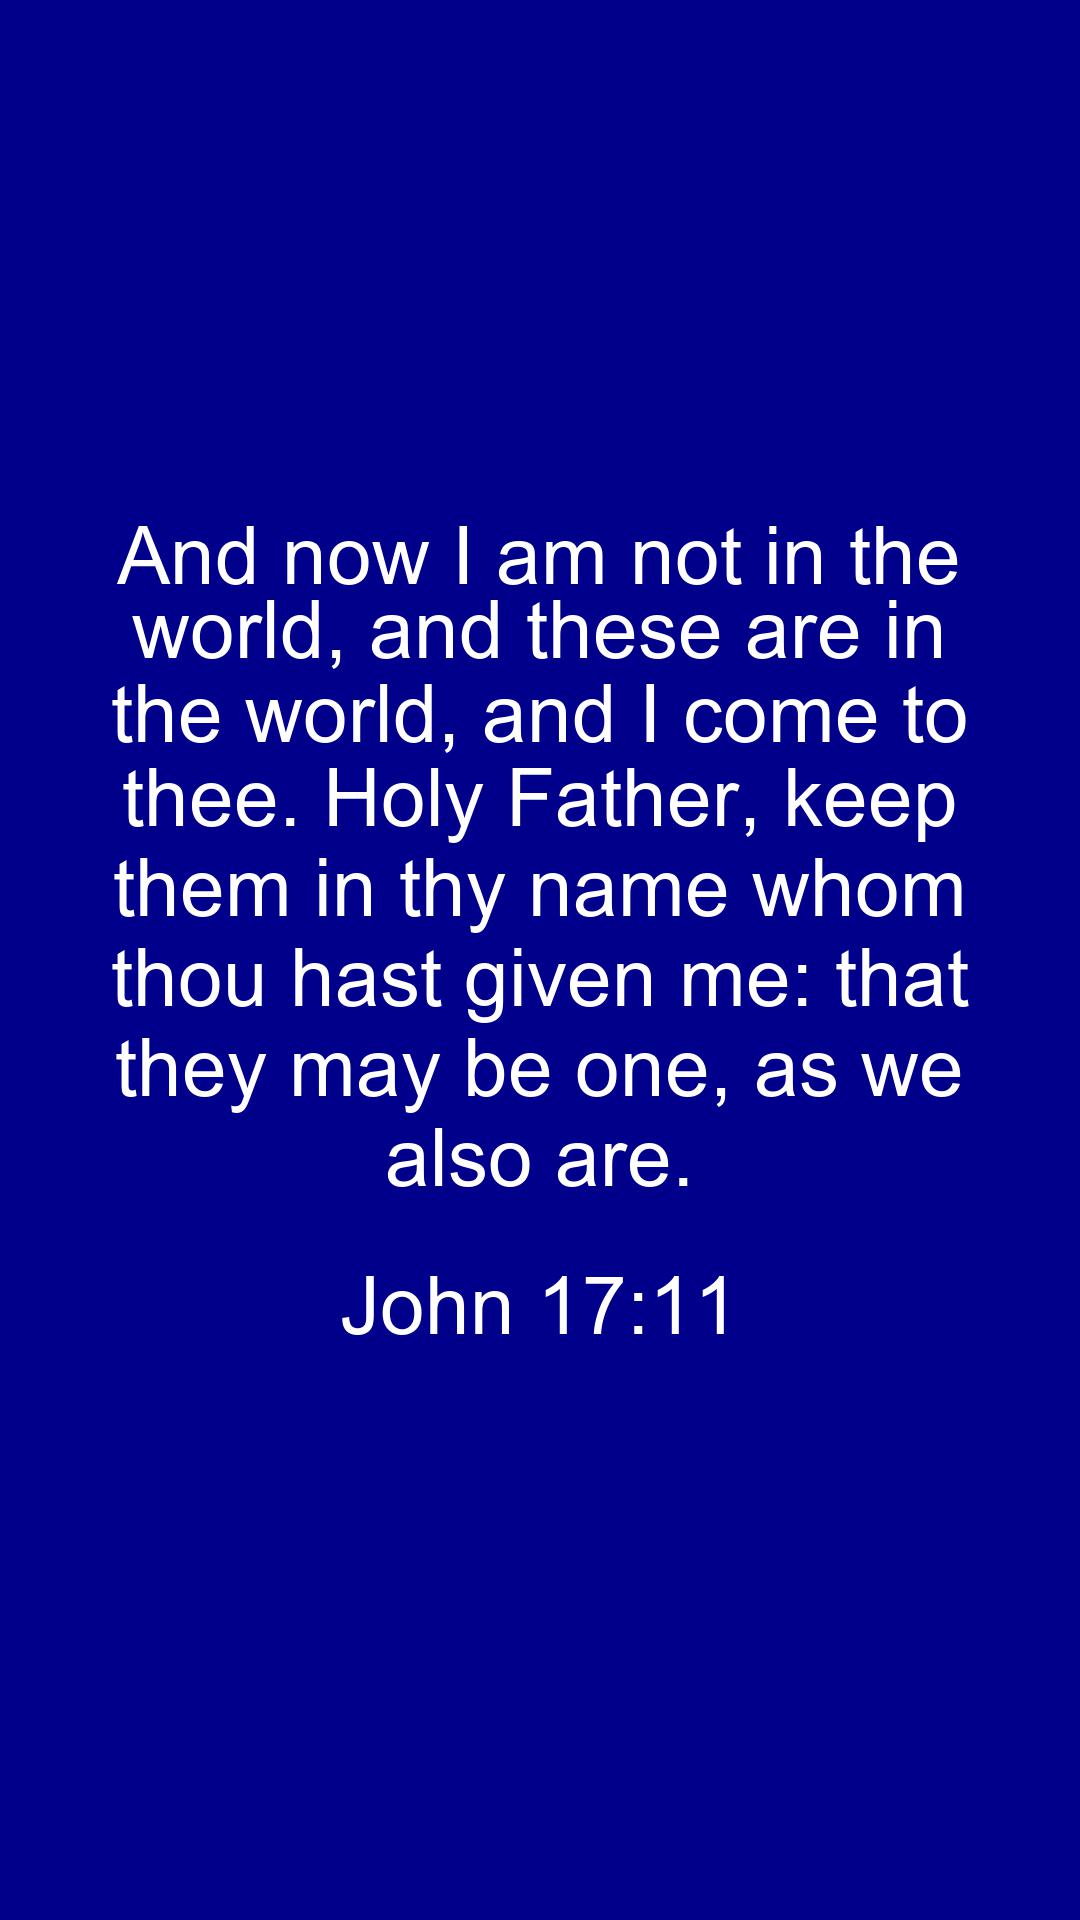 And now I am not in the
world, and these are in
the world, and I come to
thee. Holy Father, keep
them in thy name whom
thou hast given me: that
they may be one, as we
also are.
John 17:11